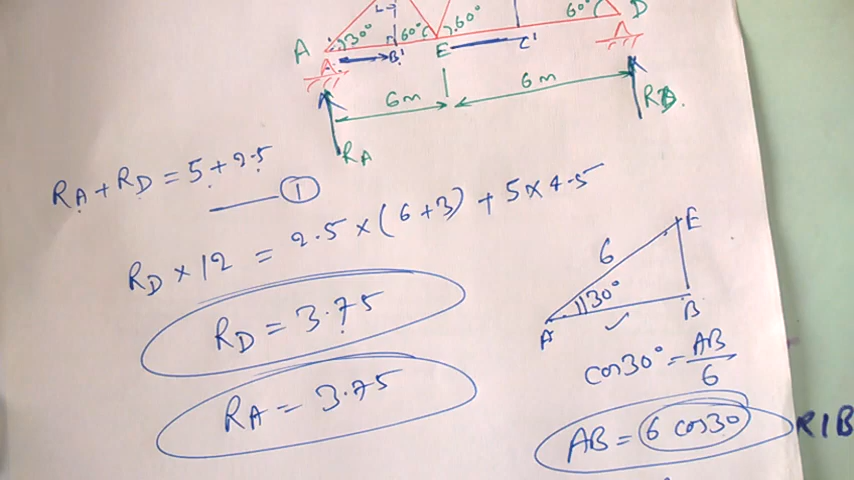 A 30° 60° E 60° C' 60° D
B'
6m 6m
RA RD.
RA + RD = 5 + 2.5
1
RD × 12 = 2.5 × (6+3) + 5 × 4.5
RD = 3.75
RA = 3.75
E
6
30°
A B
cos30° = AB/6
AB = 6 cos30
RIB